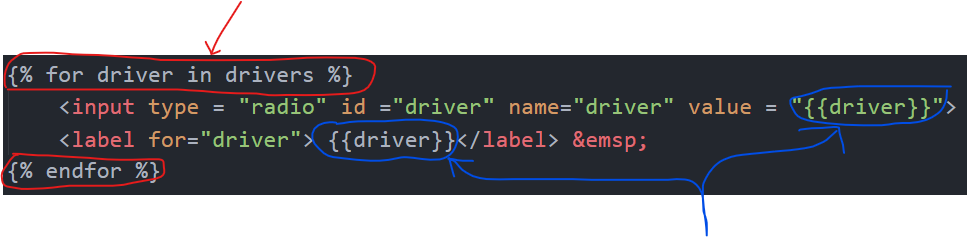 {% for driver in drivers %}
<input type = "radio" id ="driver" name="driver" value = "{{driver}}">
<label for="driver"> {{driver}}</label> &emsp;
{% endfor %}